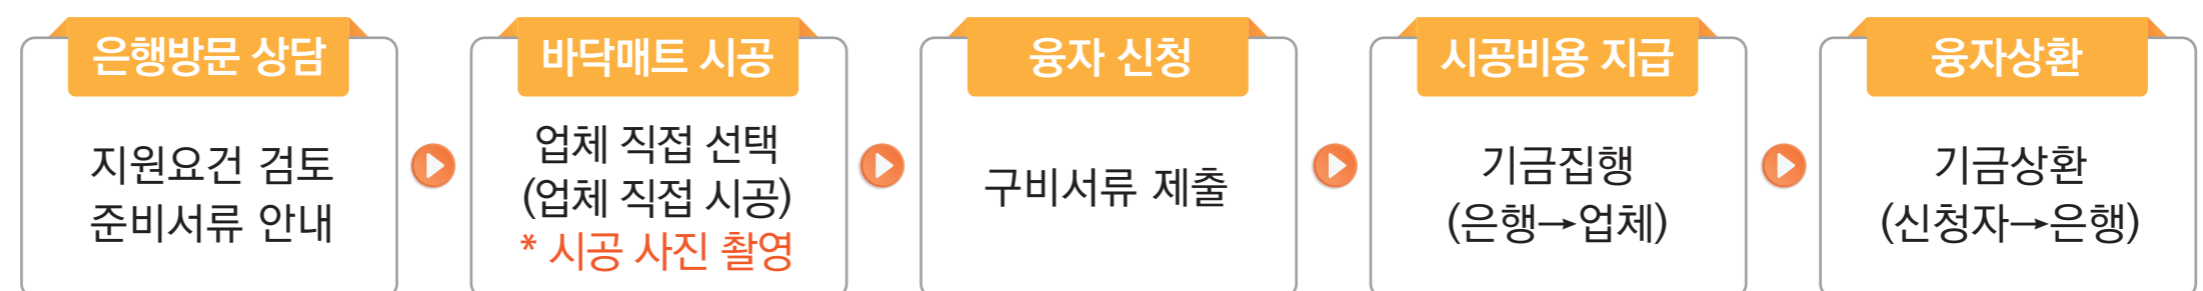 은행방문 상담
지원요건 검토
준비서류 안내
바닥매트 시공
업체 직접 선택
(업체 직접 시공)
* 시공 사진 촬영
융자 신청
구비서류 제출
시공비용 지급
기금집행
(은행→업체)
융자상환
기금상환
(신청자→은행)